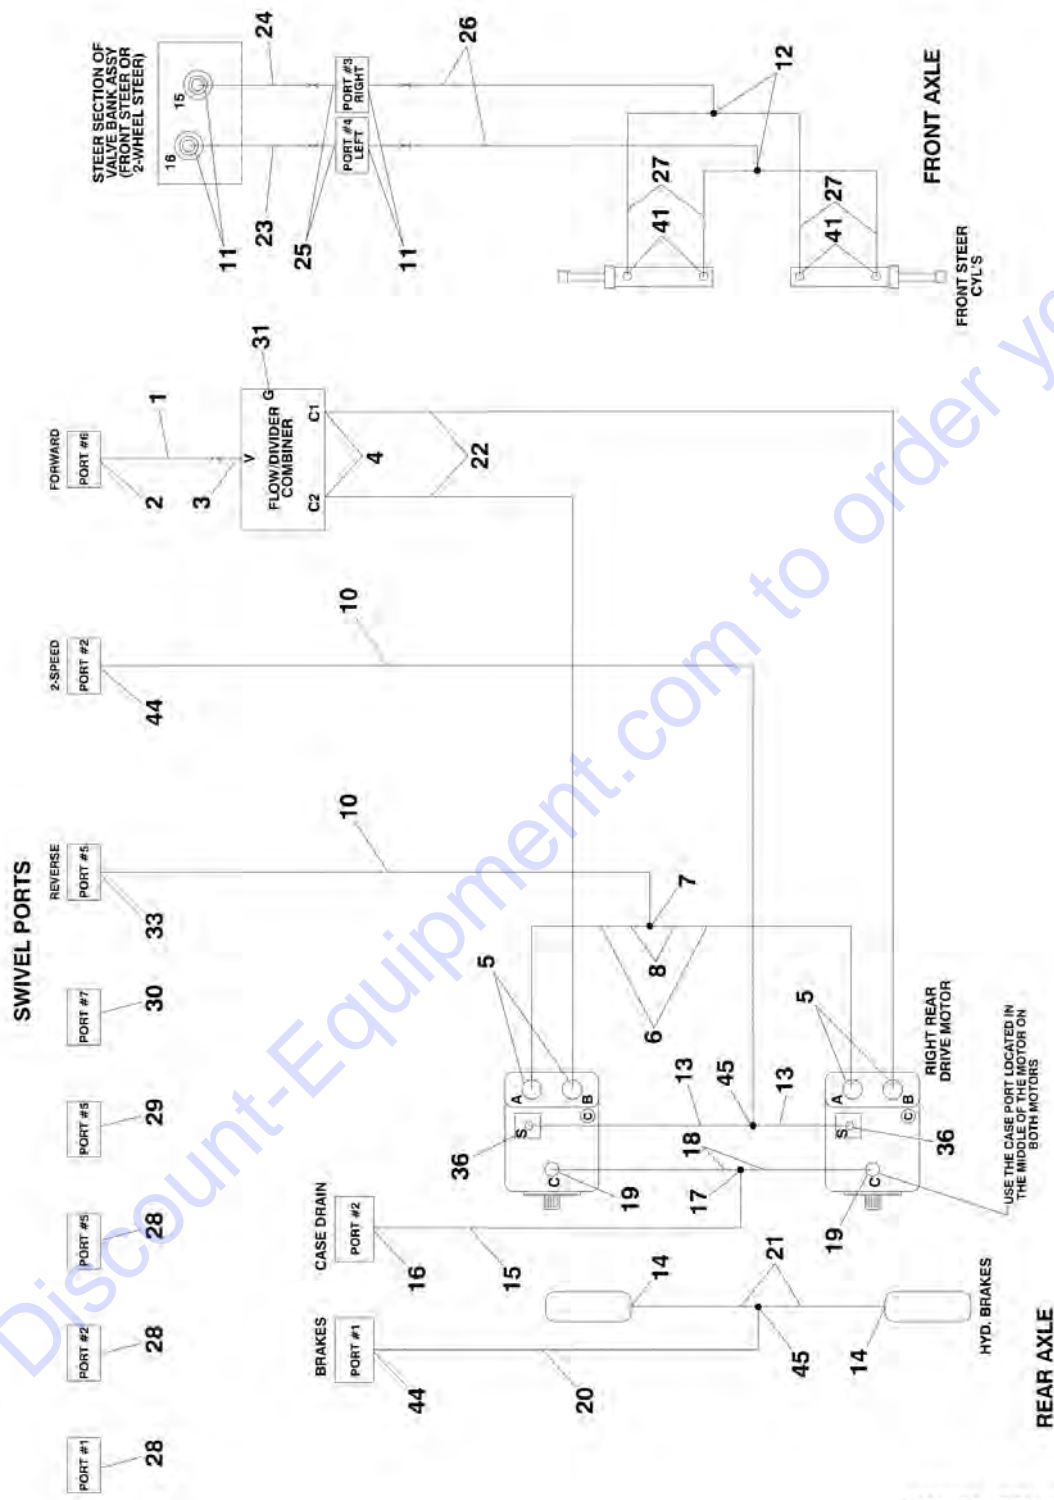 SWIVEL PORTS
PORT #1
28
PORT #2
28
PORT #5
28
PORT #5
29
PORT #7
30
REVERSE
PORT #5
33
10
2-SPEED
PORT #2
44
10
FORWARD
PORT #6
2
1
3
V
G
31
FLOW/DIVIDER
COMBINER
C2
C1
4
22
STEER SECTION OF
VALVE BANK ASSY
(FRONT STEER OR
2-WHEEL STEER)
16
15
11
23
24
25
PORT #4
LEFT
PORT #3
RIGHT
11
26
12
27
41
27
41
FRONT STEER
CYL'S
FRONT AXLE
BRAKES
PORT #1
44
20
CASE DRAIN
PORT #2
16
15
14
21
45
14
HYD. BRAKES
36
S
A
B
C
C
5
19
17
18
13
45
13
6
8
7
5
A
B
C
S
C
19
36
RIGHT REAR
DRIVE MOTOR
USE THE CASE PORT LOCATED IN
THE MIDDLE OF THE MOTOR ON
BOTH MOTORS
REAR AXLE
Discount-Equipment.com to order yo